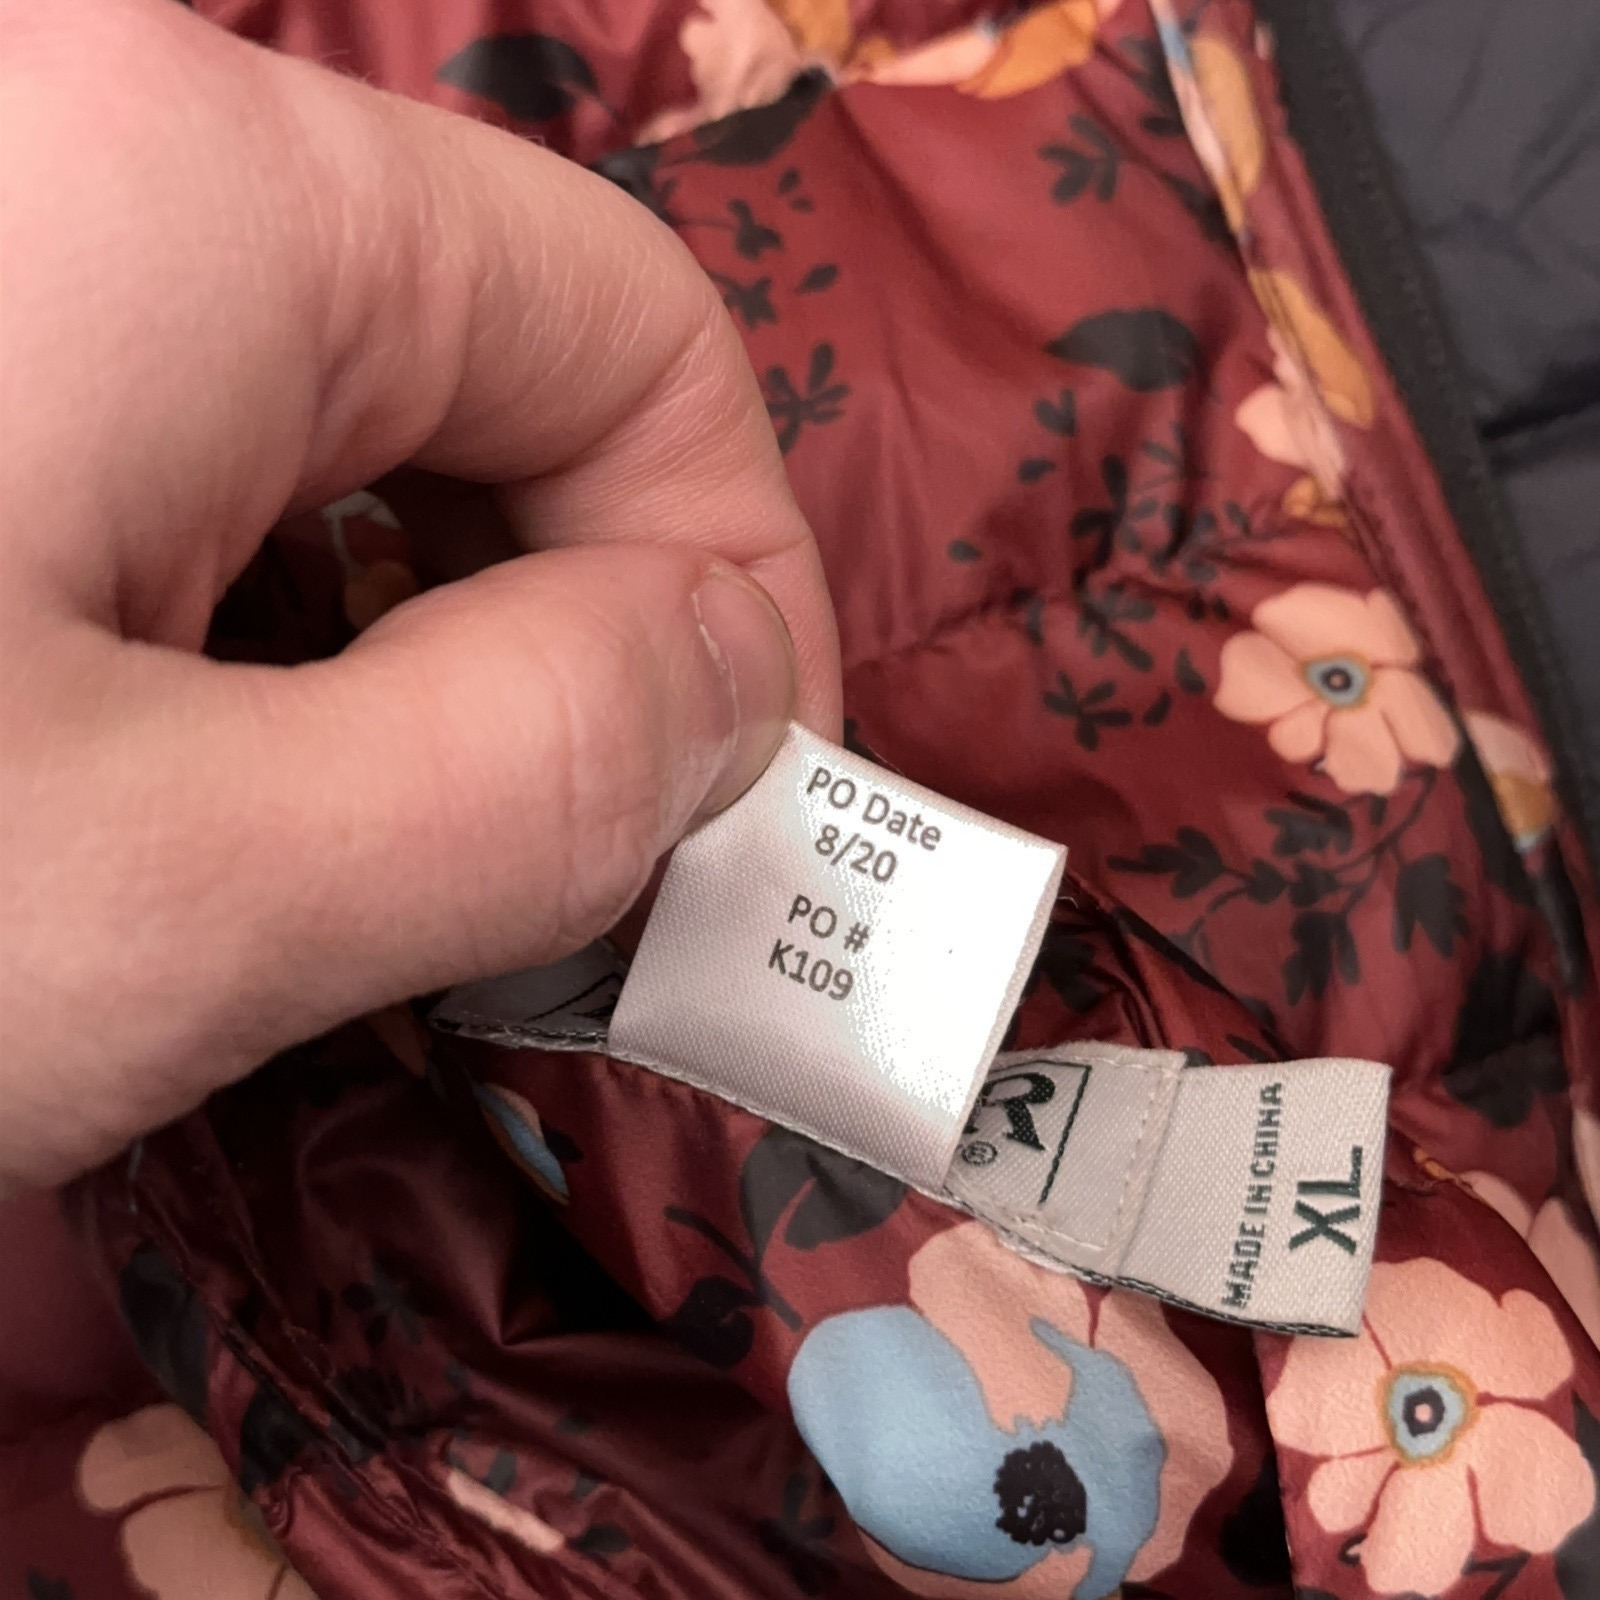 PO Date
8/20
PO #
K109
R
®
MADE IN CHINA
XL